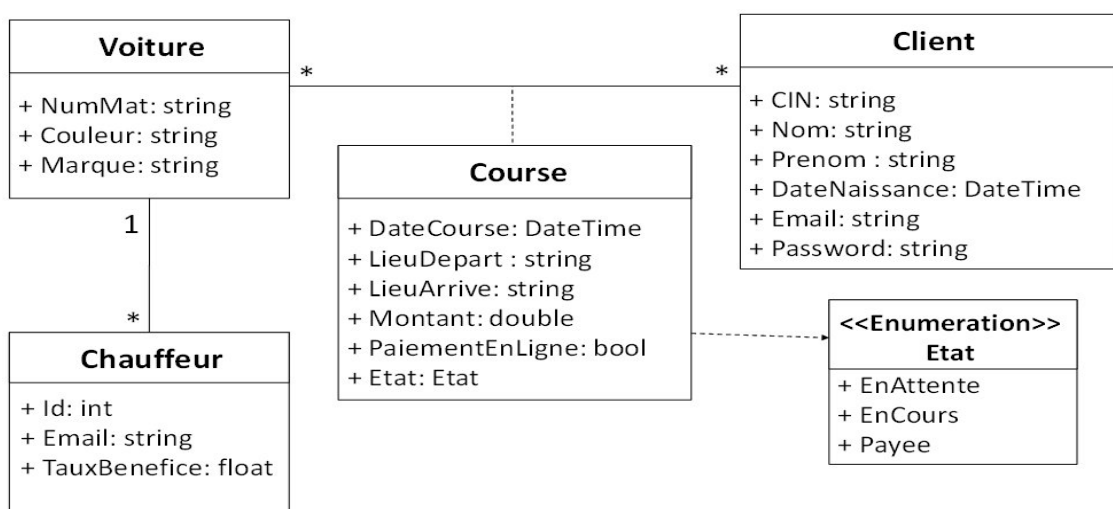 Voiture
+ NumMat: string
+ Couleur: string
+ Marque: string
*
*
1
*
Client
+ CIN: string
+ Nom: string
+ Prenom : string
+ DateNaissance: DateTime
+ Email: string
+ Password: string
Course
+ DateCourse: DateTime
+ LieuDepart : string
+ LieuArrive: string
+ Montant: double
+ PaiementEnLigne: bool
+ Etat: Etat
Chauffeur
+ Id: int
+ Email: string
+ TauxBenefice: float
<<Enumeration>>
Etat
+ EnAttente
+ EnCours
+ Payee